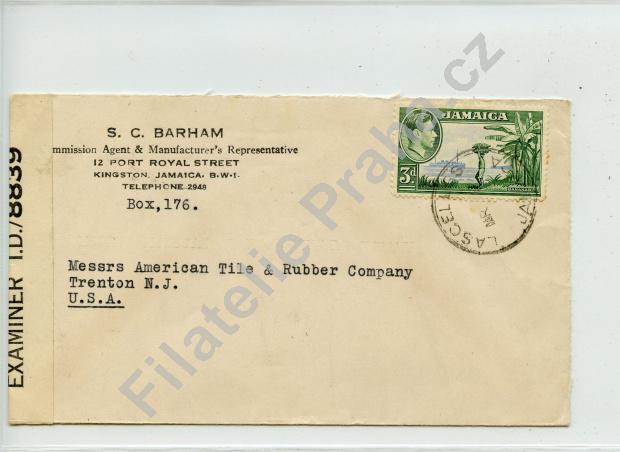 S. C. BARHAM
mmission Agent & Manufacturer's Representative
12 PORT ROYAL STREET
KINGSTON, JAMAICA, B.W.I.
TELEPHONE 2948
Box,176.
JAMAICA
3d
Messrs American Tile & Rubber Company
Trenton N.J.
U.S.A.
EXAMINER I.D./8839
Filatelie Praha.cz